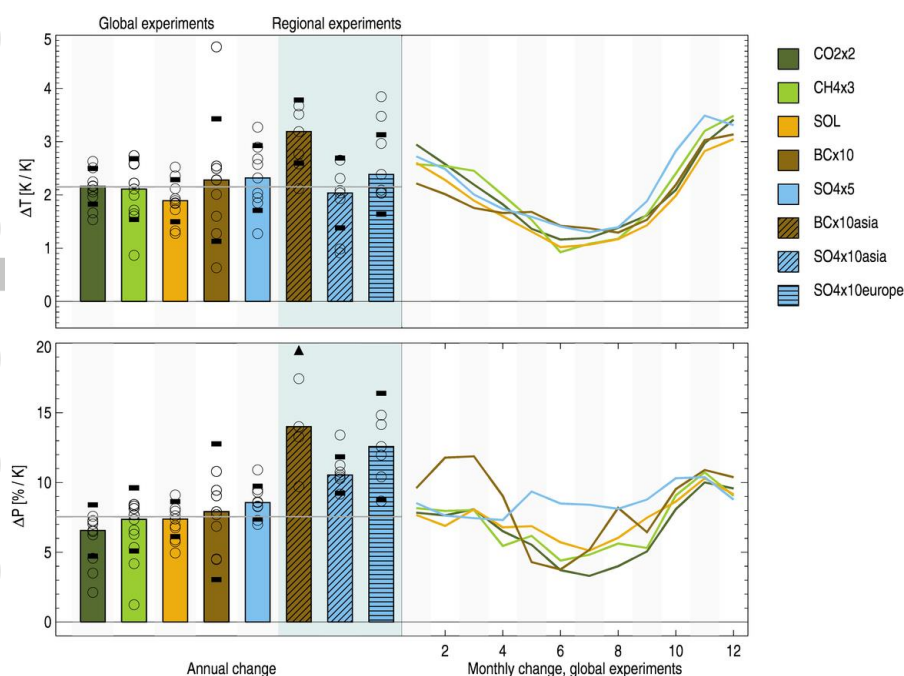 Global experiments Regional experiments
5
4
3
2
1
0
ΔT [K / K]
CO2x2
CH4x3
SOL
BCx10
SO4x5
BCx10asia
SO4x10asia
SO4x10europe
20
15
10
5
0
ΔP [% / K]
2 4 6 8 10 12
Annual change Monthly change, global experiments